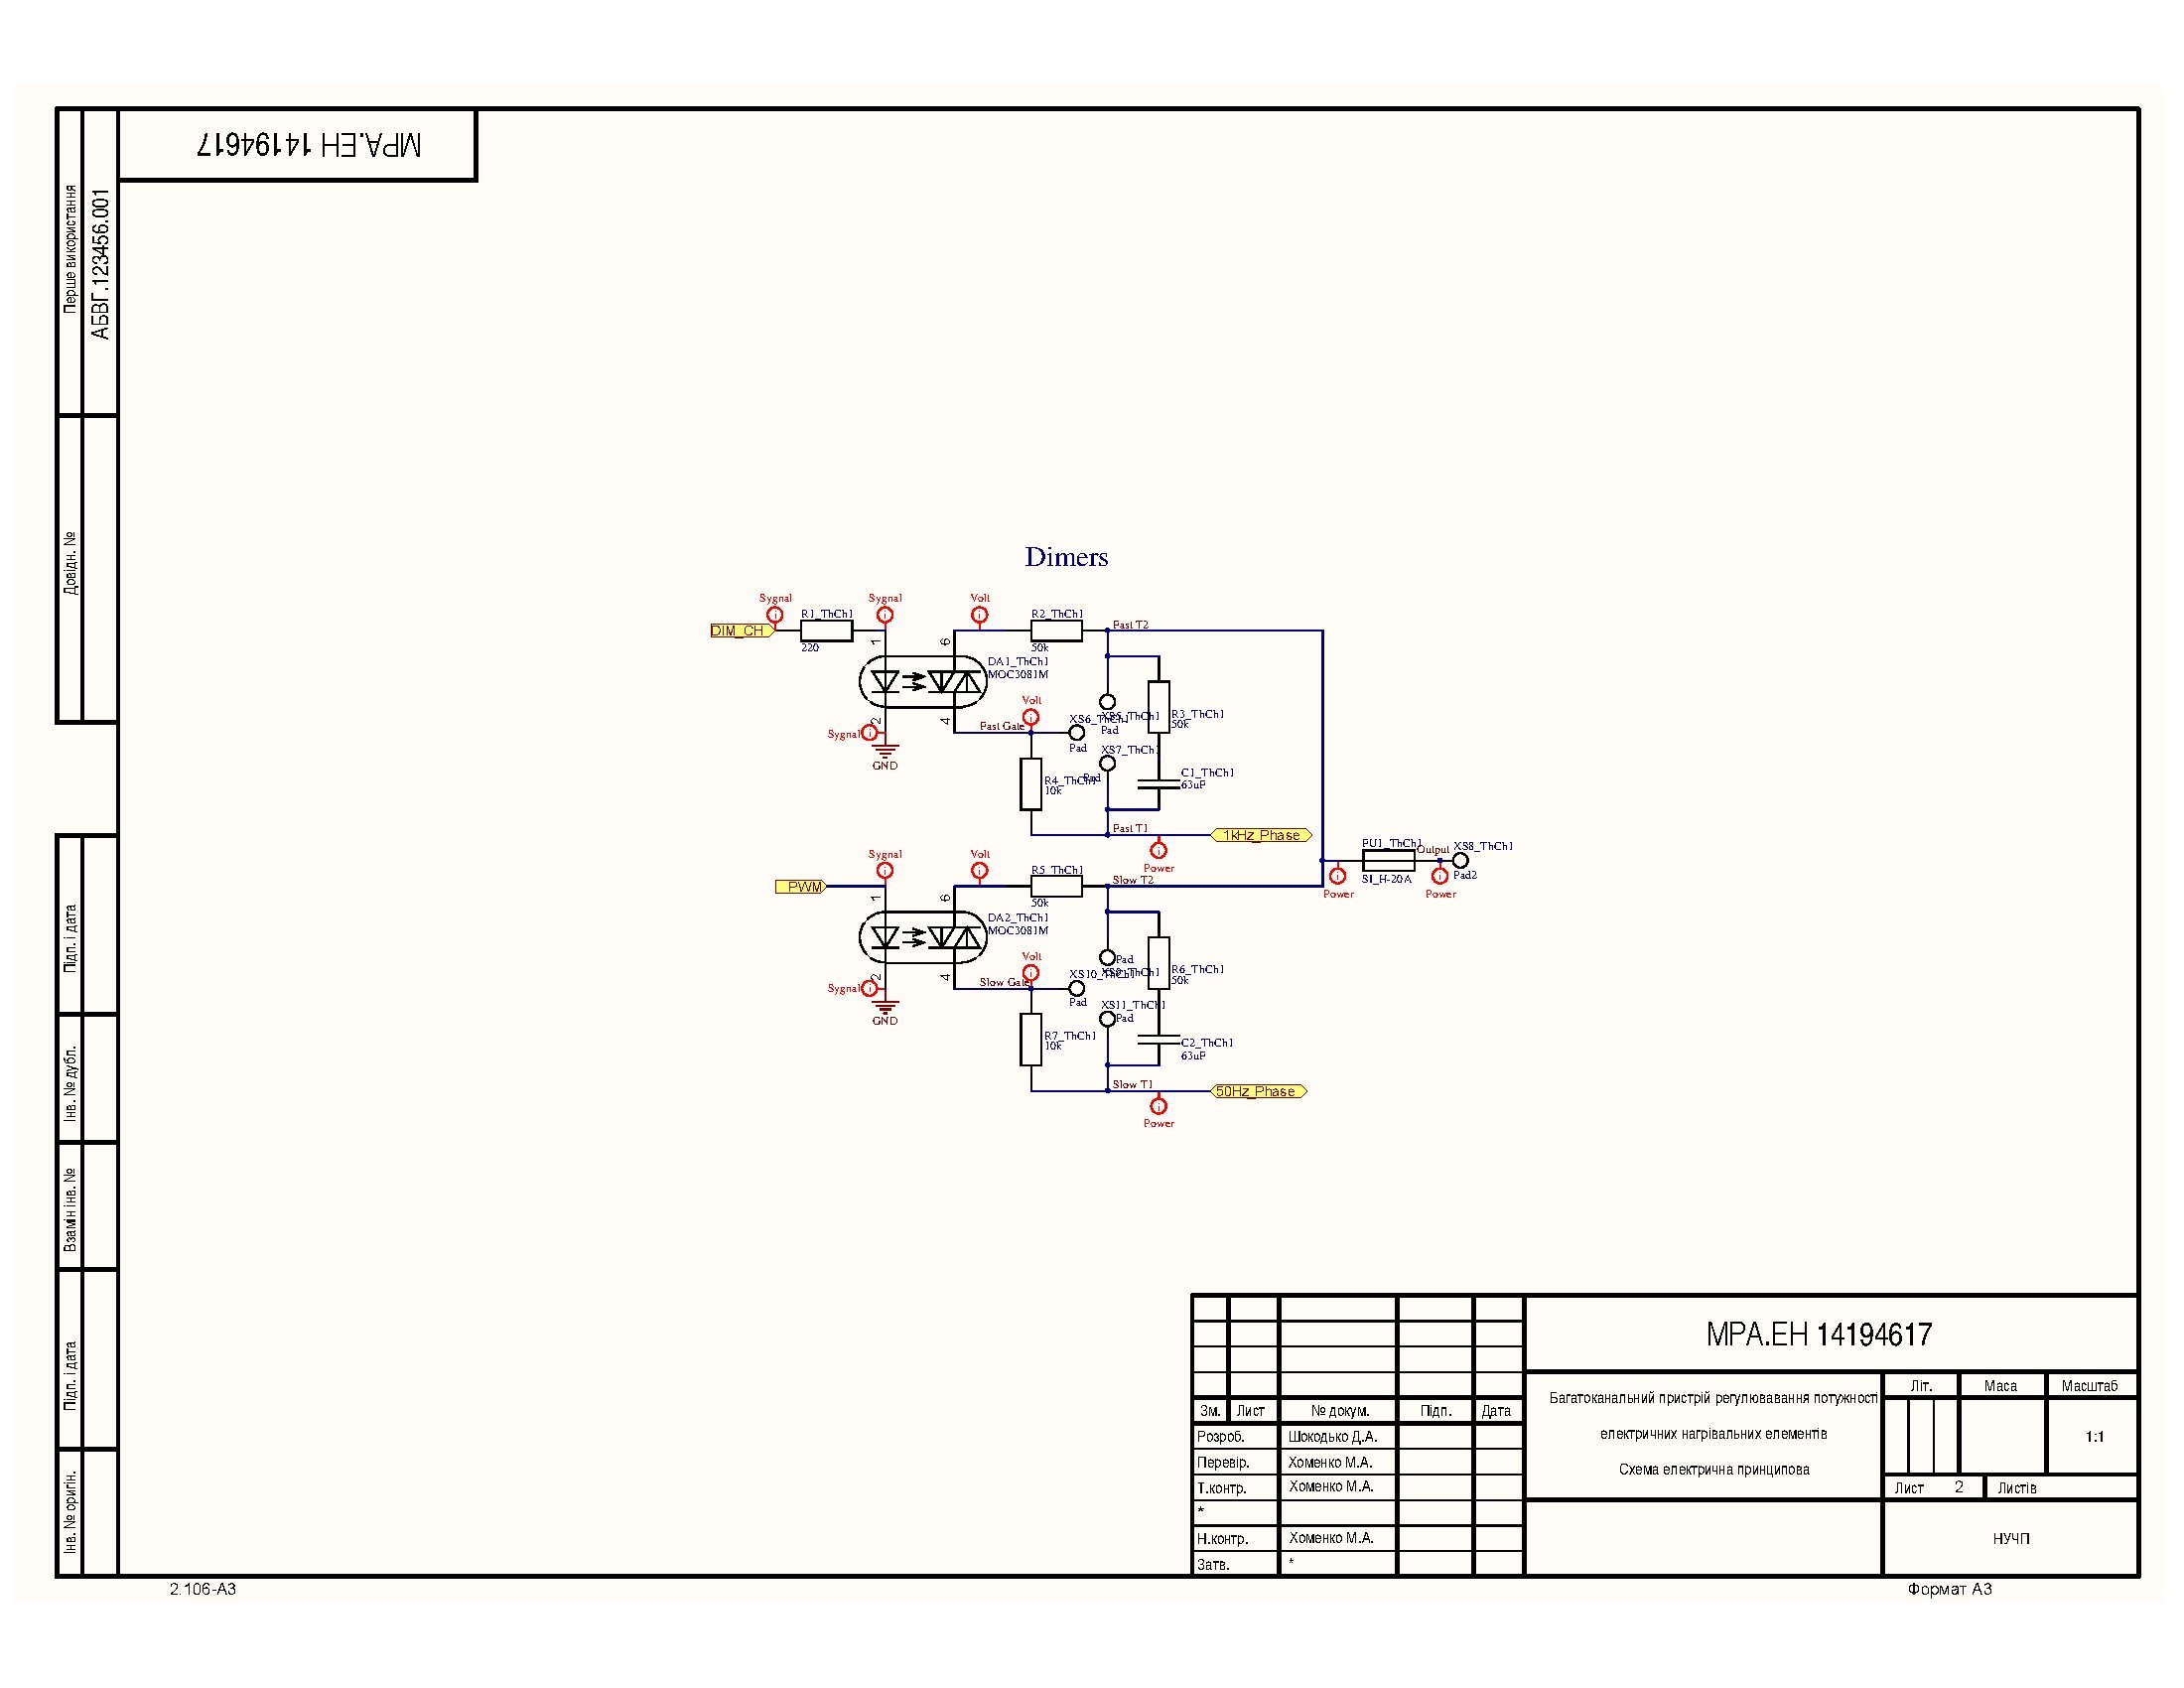 МРА.ЕН 14194617
Перше використання
АБВГ.123456.001
Довідн. №
Підп. і дата
Інв. № дубл.
Взамін інв. №
Підп. і дата
Інв. № оригін.
Dimers
Sygnal
Sygnal
Volt
R1_ThCh1
R2_ThCh1
DIM_CH
Fast T2
220
50k
1
6
DA1_ThCh1
MOC3081M
Volt
2
4
Fast Gate
XS6_ThCh1
XS5_ThCh1
R3_ThCh1
Pad
50k
Sygnal
Pad
XS7_ThCh1
GND
R4_ThCh1
Pad
10k
C1_ThCh1
63uF
Fast T1
1kHz_Phase
Power
FU1_ThCh1
Output
XS8_ThCh1
Sygnal
Volt
R5_ThCh1
Pad2
SI_H-20A
PWM
Slow T2
Power
Power
50k
1
6
DA2_ThCh1
MOC3081M
Volt
Pad
2
4
Slow Gate
XS10_ThCh1
XS9_ThCh1
R6_ThCh1
50k
Sygnal
Pad
XS11_ThCh1
Pad
GND
R7_ThCh1
10k
C2_ThCh1
63uF
Slow T1
50Hz_Phase
Power
МРА.ЕН 14194617
Багатоканальний пристрій регулювавання потужності
електричних нагрівальних елементів
Схема електрична принципова
Літ.
Маса
Масштаб
1:1
Лист 2
Листів
НУЧП
Зм. Лист № докум. Підп. Дата
Розроб. Шокодько Д.А.
Перевір. Хоменко М.А.
Т.контр. Хоменко М.А.
*
Н.контр. Хоменко М.А.
Затв. *
2.106-А3
Формат А3